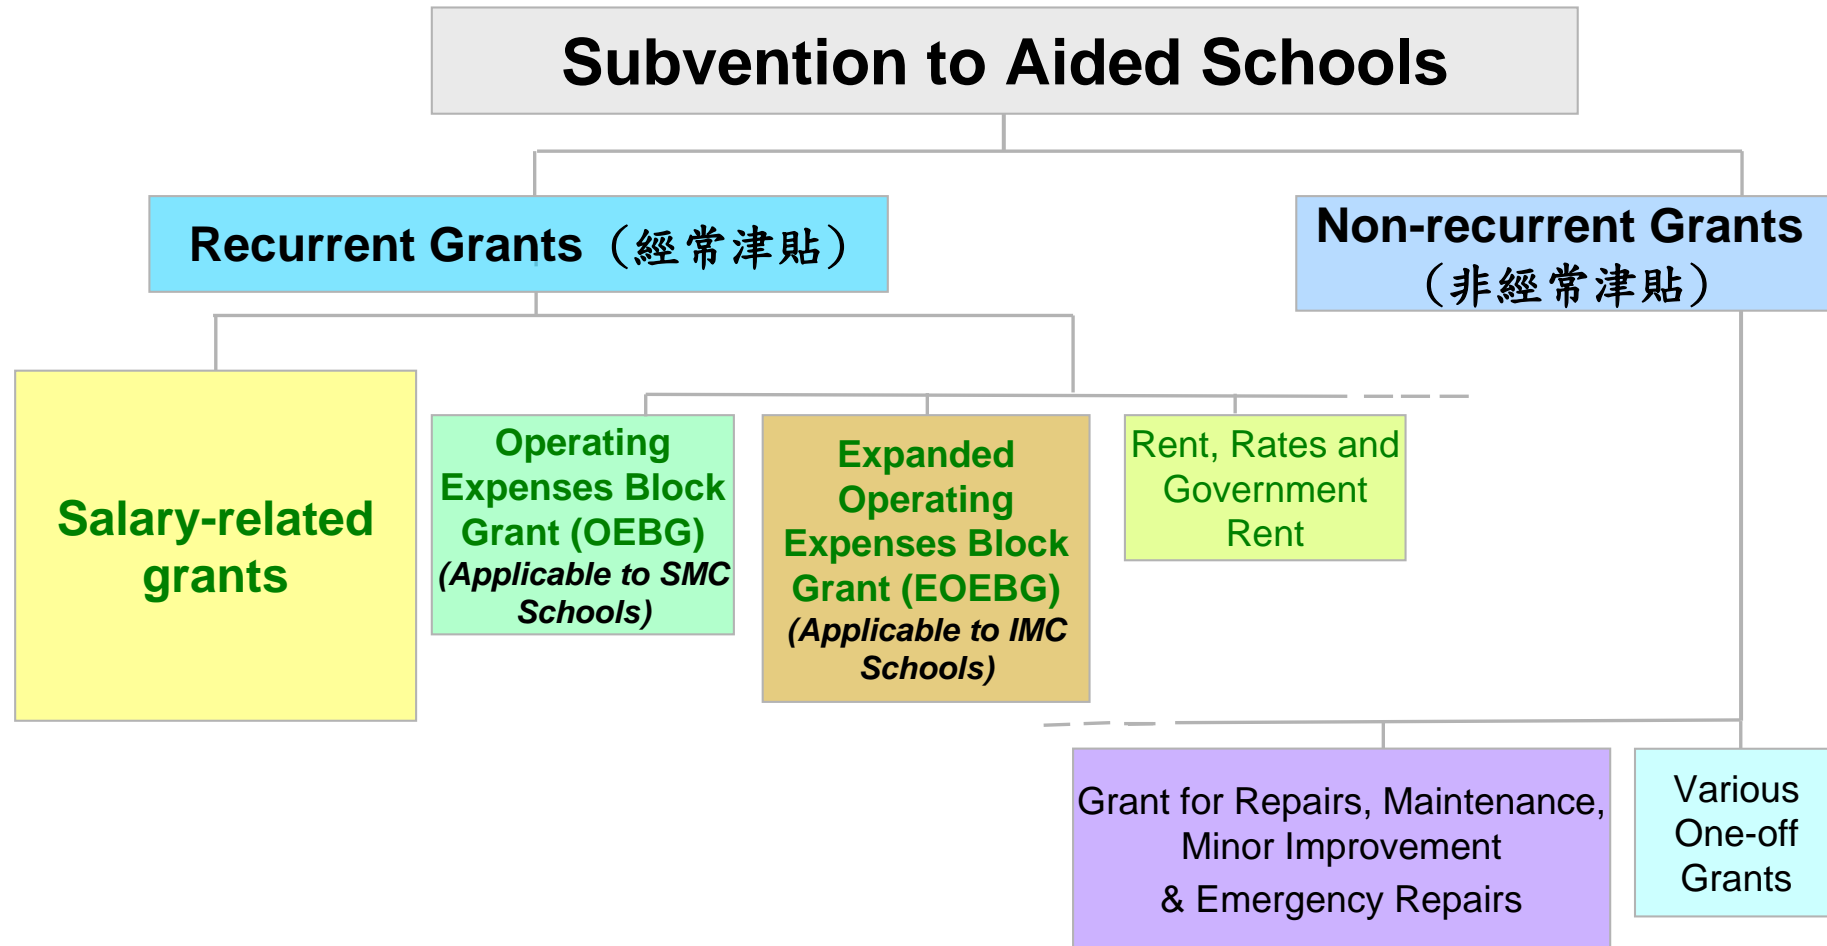 Subvention to Aided Schools
Recurrent Grants（經常津貼）
Non-recurrent Grants
（非經常津貼）
Salary-related
grants
Operating
Expenses Block
Grant (OEBG)
(Applicable to SMC
Schools)
Expanded
Operating
Expenses Block
Grant (EOEBG)
(Applicable to IMC
Schools)
Rent, Rates and
Government
Rent
Grant for Repairs, Maintenance,
Minor Improvement
& Emergency Repairs
Various
One-off
Grants